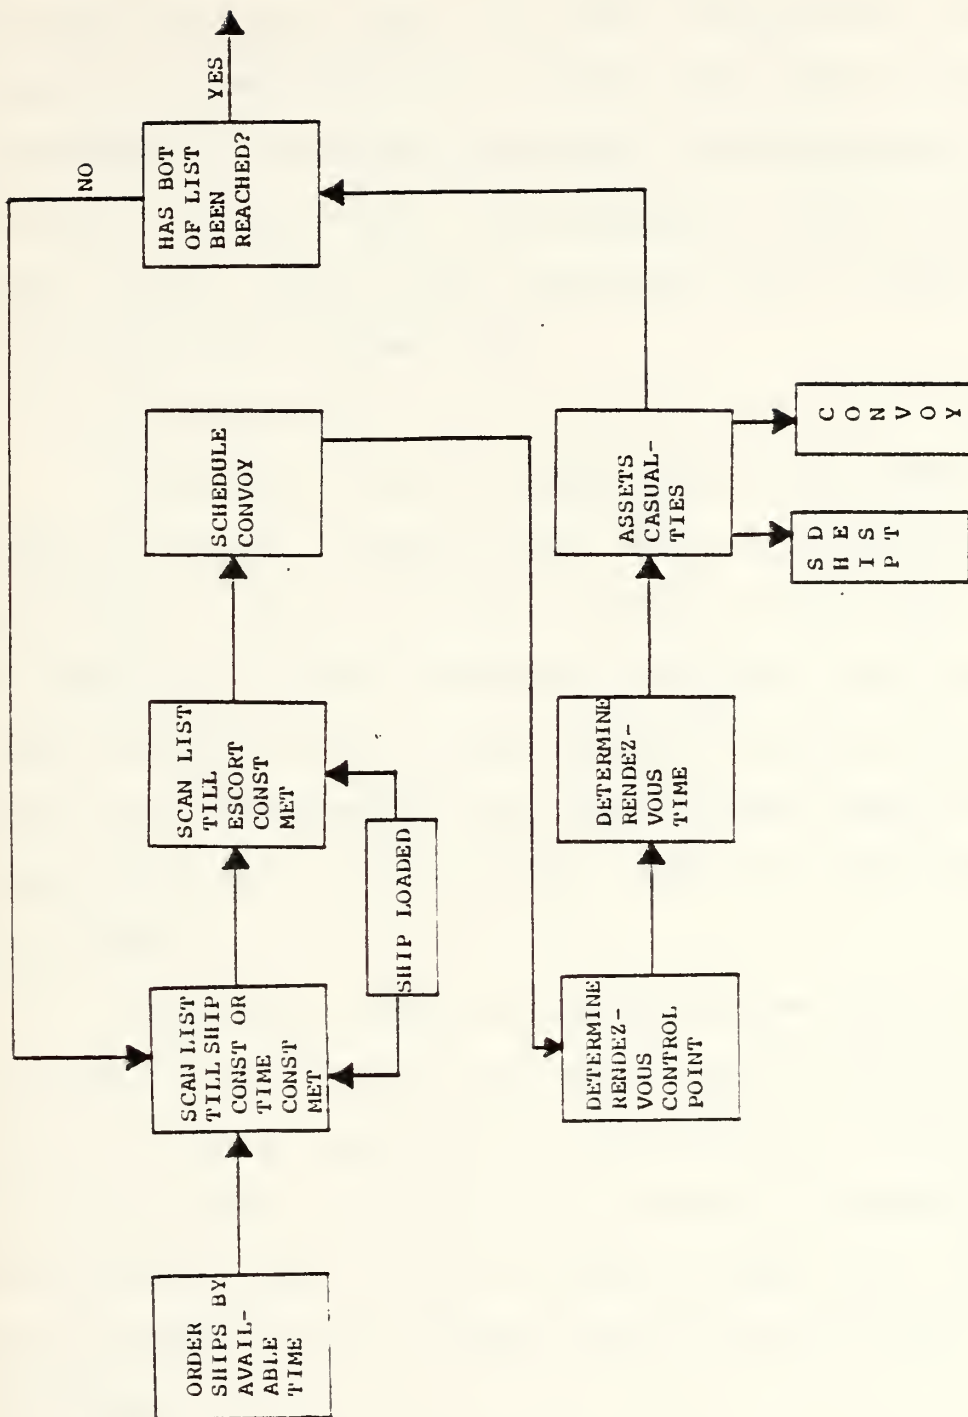 ORDER
SHIPS BY
AVAIL-
ABLE
TIME
SCAN LIST
TILL SHIP
CONST OR
TIME
CONST
MET
SHIP LOADED
SCAN LIST
TILL
ESCORT
CONST
MET
SCHEDULE
CONVOY
HAS BOT
OF LIST
BEEN
REACHED?
NO
YES
DETERMINE
RENDEZ-
VOUS
CONTROL
POINT
DETERMINE
RENDEZ-
VOUS
TIME
ASSETS
CASUAL-
TIES
S D
H E
I S
P T
C
O
N
V
O
Y